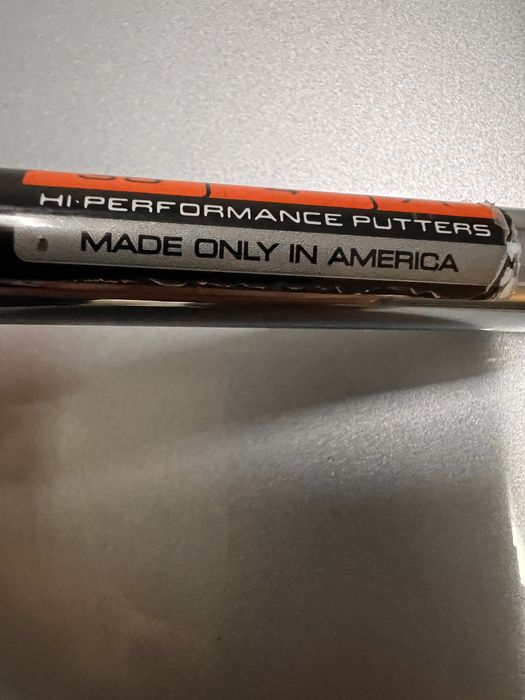 HI·PERFORMANCE PUTTERS
MADE ONLY IN AMERICA